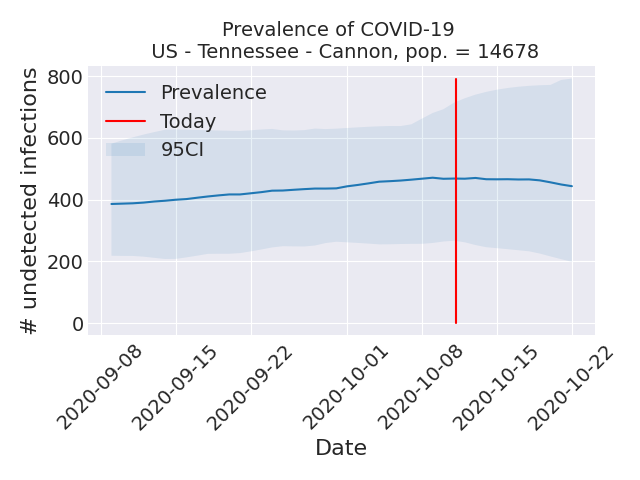 Prevalence of COVID-19
US - Tennessee - Cannon, pop. = 14678
800
600
400
200
0
# undetected infections
Prevalence
Today
95CI
2020-09-08
2020-09-15
2020-09-22
2020-10-01
2020-10-08
2020-10-15
2020-10-22
Date